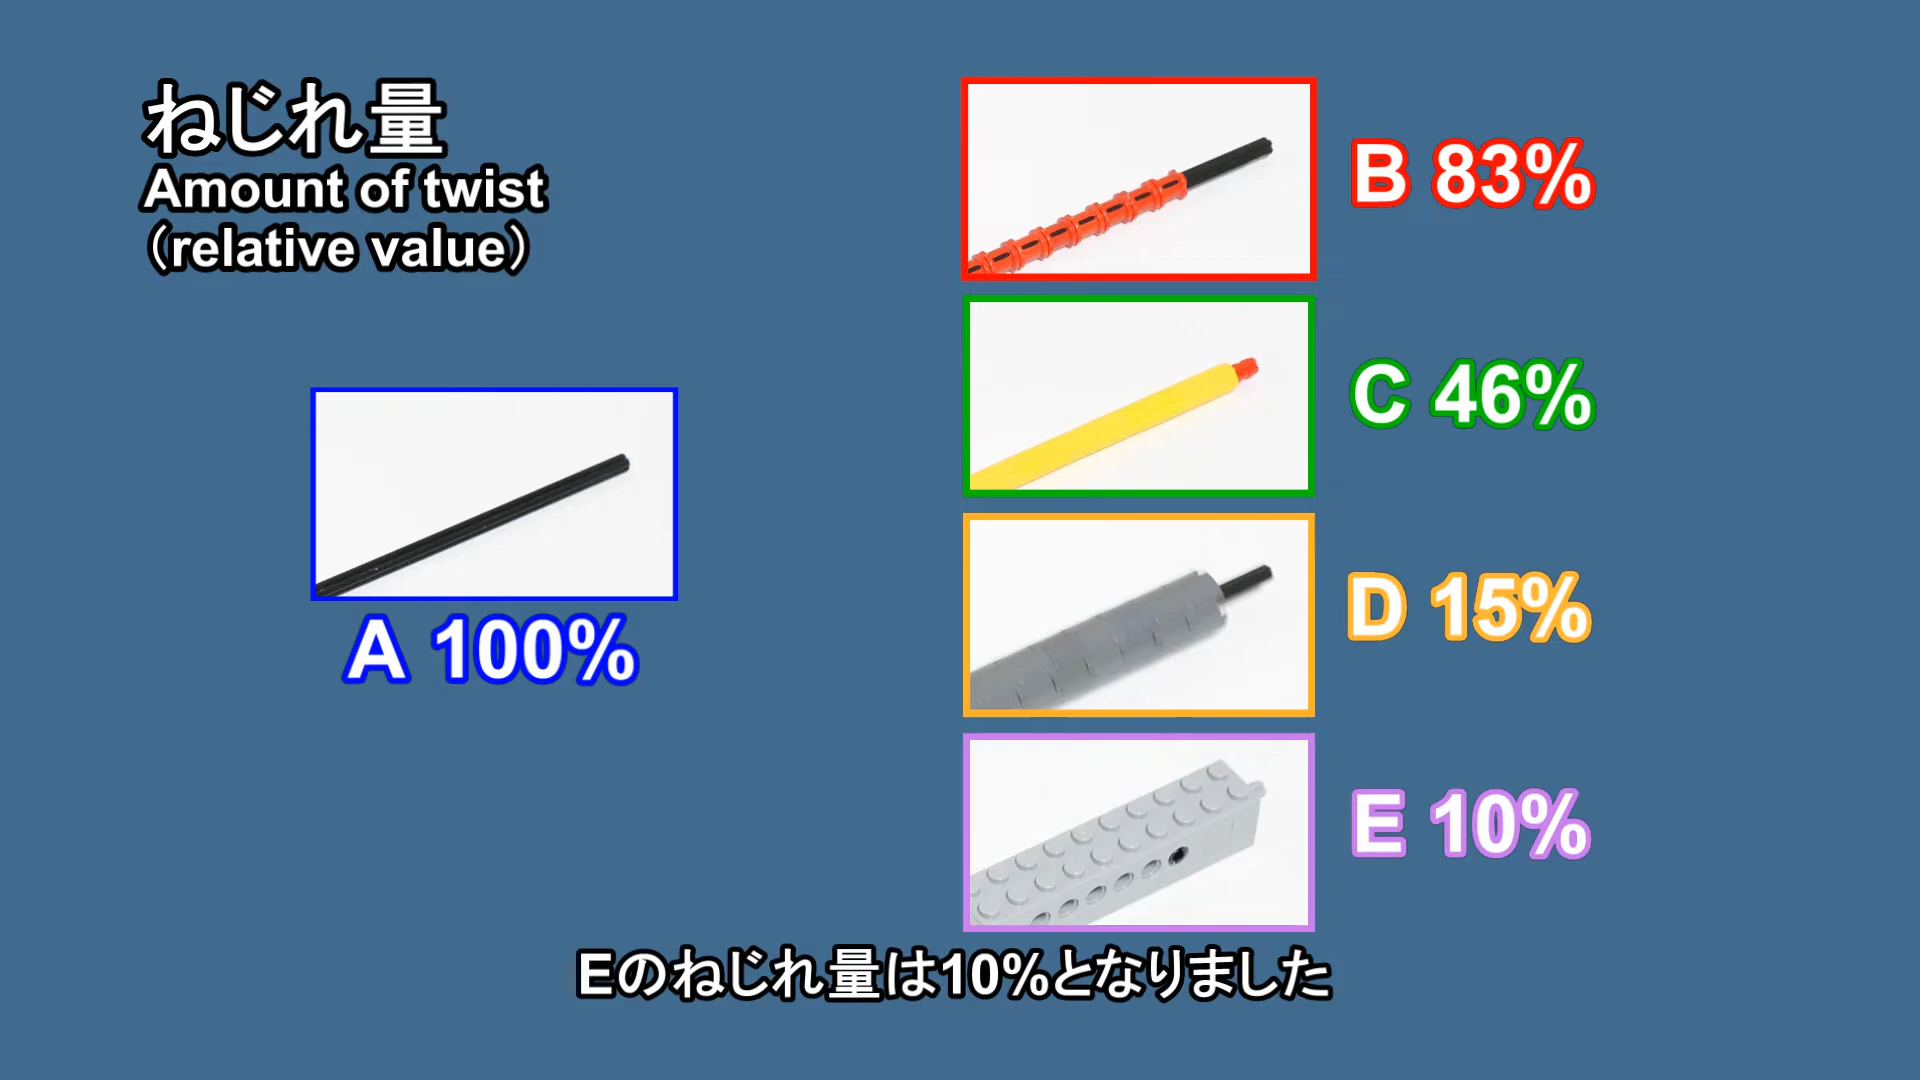 ねじれ量
Amount of twist
（relative value）
A 100%
B 83%
C 46%
D 15%
E 10%
Eのねじれ量は10%となりました